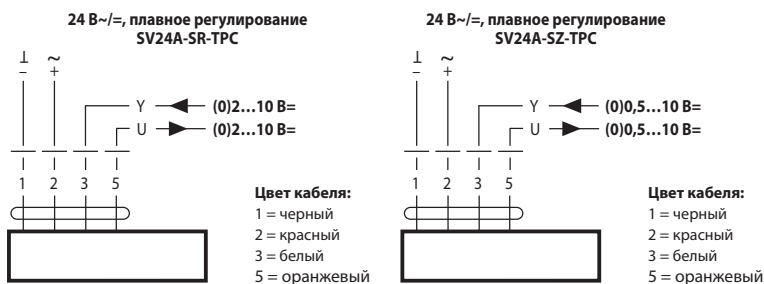 24 В~/=, плавное регулирование
SV24A-SR-TPC
⊥ ~
– +
Y (0)2…10 В=
U (0)2…10 В=
1 2 3 5
Цвет кабеля:
1 = черный
2 = красный
3 = белый
5 = оранжевый
24 В~/=, плавное регулирование
SV24A-SZ-TPC
⊥ ~
– +
Y (0)0,5…10 В=
U (0)0,5…10 В=
1 2 3 5
Цвет кабеля:
1 = черный
2 = красный
3 = белый
5 = оранжевый